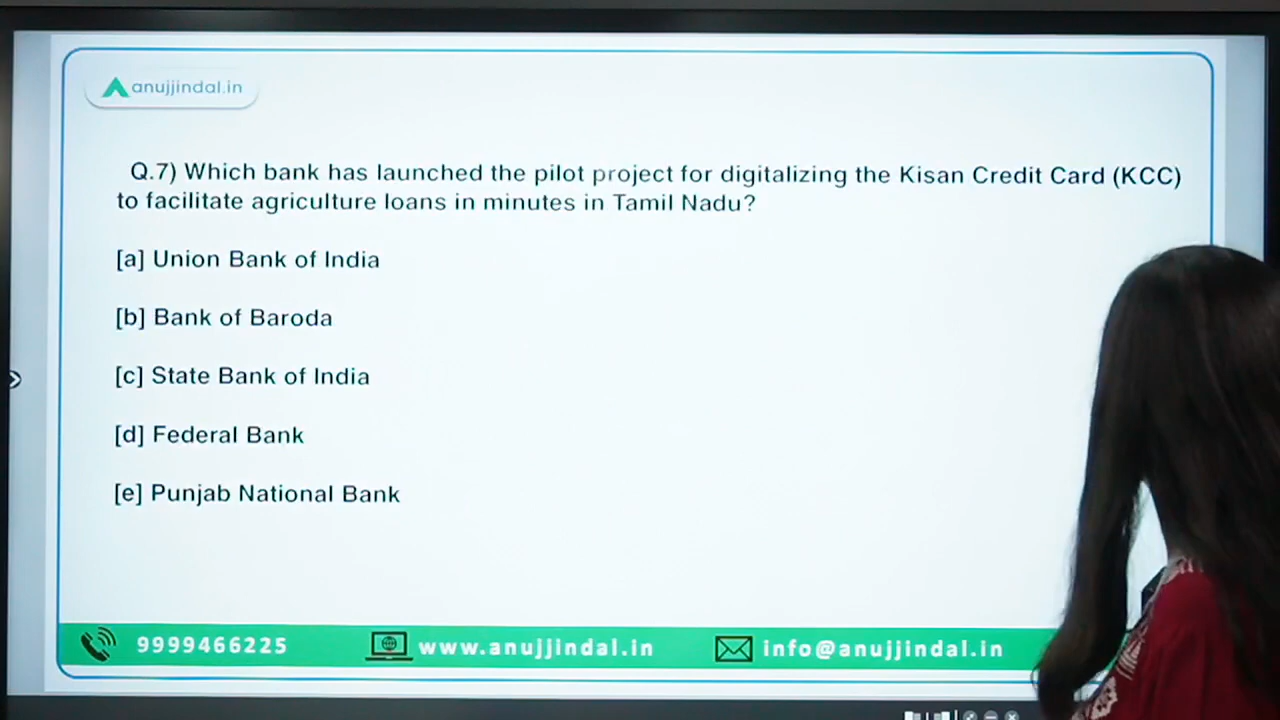 anujjindal.in
Q.7) Which bank has launched the pilot project for digitalizing the Kisan Credit Card (KCC)
to facilitate agriculture loans in minutes in Tamil Nadu?
[a] Union Bank of India
[b] Bank of Baroda
[c] State Bank of India
[d] Federal Bank
[e] Punjab National Bank
9999466225 www.anujjindal.in info@anujjindal.in